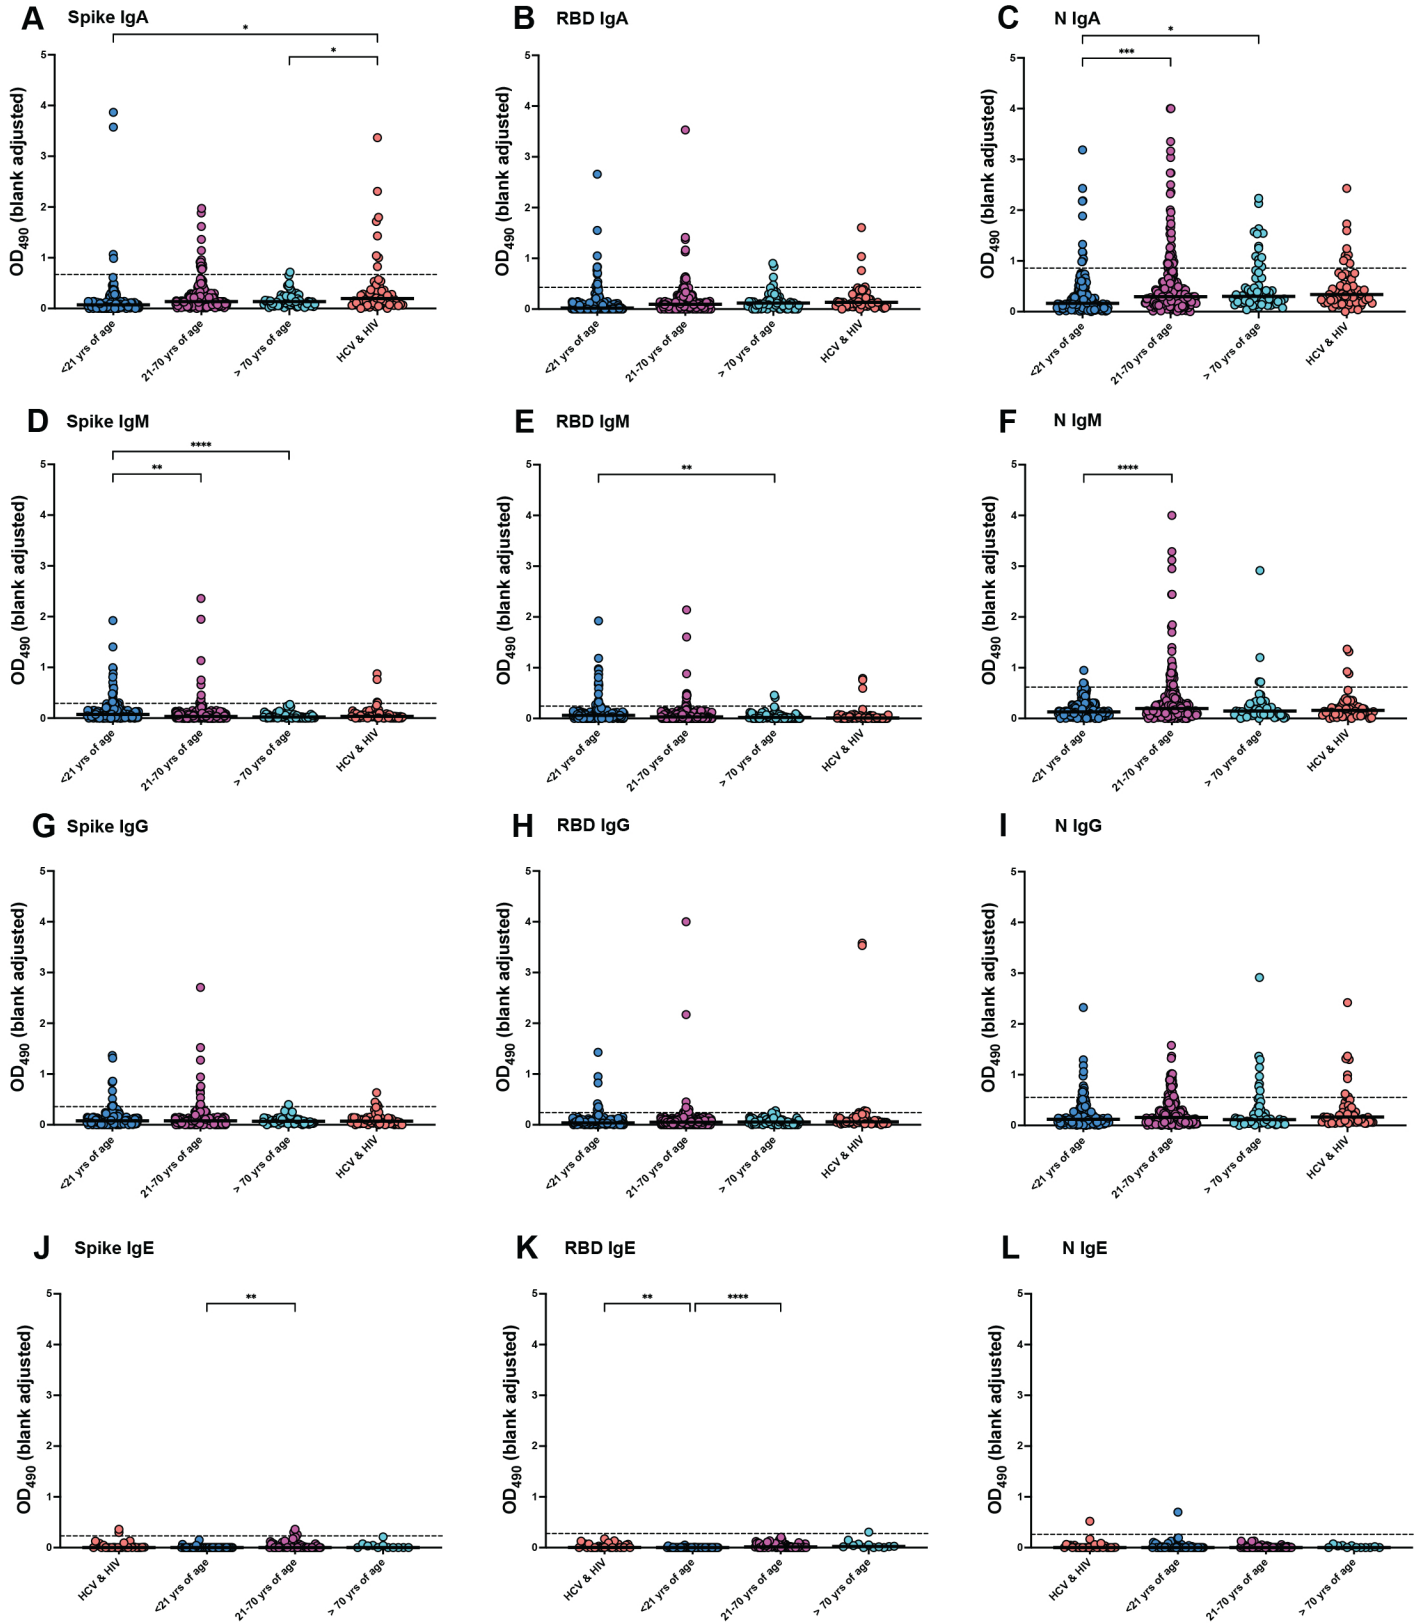 A Spike IgA
*
*
OD490 (blank adjusted)
5
4
3
2
1
0
<21 yrs of age
21-70 yrs of age
> 70 yrs of age
HCV & HIV
B RBD IgA
OD490 (blank adjusted)
5
4
3
2
1
0
<21 yrs of age
21-70 yrs of age
> 70 yrs of age
HCV & HIV
C N IgA
*
***
OD490 (blank adjusted)
5
4
3
2
1
0
<21 yrs of age
21-70 yrs of age
> 70 yrs of age
HCV & HIV
D Spike IgM
****
**
OD490 (blank adjusted)
5
4
3
2
1
0
<21 yrs of age
21-70 yrs of age
> 70 yrs of age
HCV & HIV
E RBD IgM
**
OD490 (blank adjusted)
5
4
3
2
1
0
<21 yrs of age
21-70 yrs of age
> 70 yrs of age
HCV & HIV
F N IgM
****
OD490 (blank adjusted)
5
4
3
2
1
0
<21 yrs of age
21-70 yrs of age
> 70 yrs of age
HCV & HIV
G Spike IgG
OD490 (blank adjusted)
5
4
3
2
1
0
<21 yrs of age
21-70 yrs of age
> 70 yrs of age
HCV & HIV
H RBD IgG
OD490 (blank adjusted)
5
4
3
2
1
0
<21 yrs of age
21-70 yrs of age
> 70 yrs of age
HCV & HIV
I N IgG
OD490 (blank adjusted)
5
4
3
2
1
0
<21 yrs of age
21-70 yrs of age
> 70 yrs of age
HCV & HIV
J Spike IgE
**
OD490 (blank adjusted)
5
4
3
2
1
0
HCV & HIV
<21 yrs of age
21-70 yrs of age
> 70 yrs of age
K RBD IgE
**
****
OD490 (blank adjusted)
5
4
3
2
1
0
HCV & HIV
<21 yrs of age
21-70 yrs of age
> 70 yrs of age
L N IgE
OD490 (blank adjusted)
5
4
3
2
1
0
HCV & HIV
<21 yrs of age
21-70 yrs of age
> 70 yrs of age